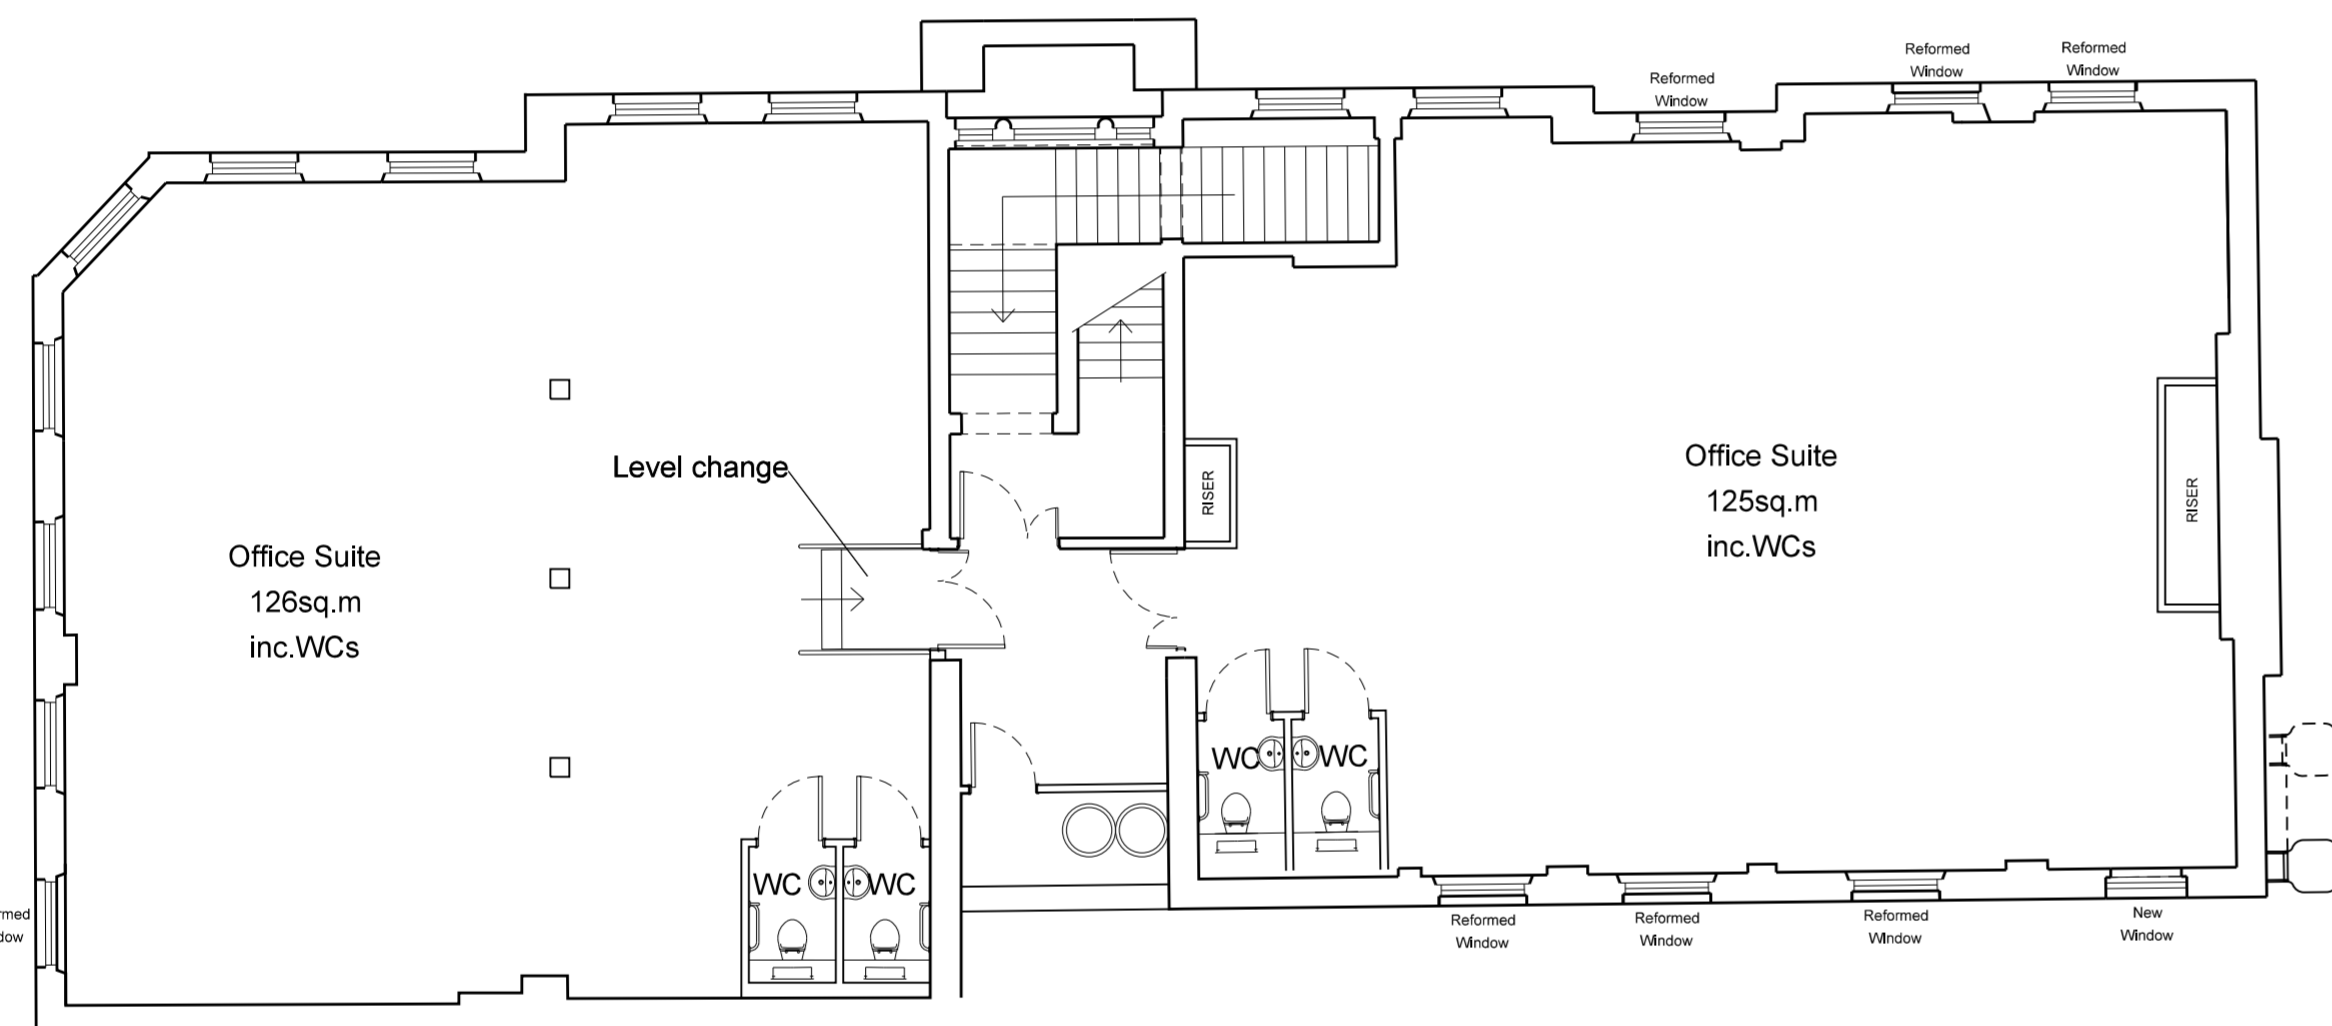 Reformed
Window
Reformed
Window
Reformed
Window
Level change
Office Suite
126sq.m
inc.WCs
RISER
Office Suite
125sq.m
inc.WCs
RISER
WC
WC
WC
WC
Reformed
Window
Reformed
Window
Reformed
Window
New
Window